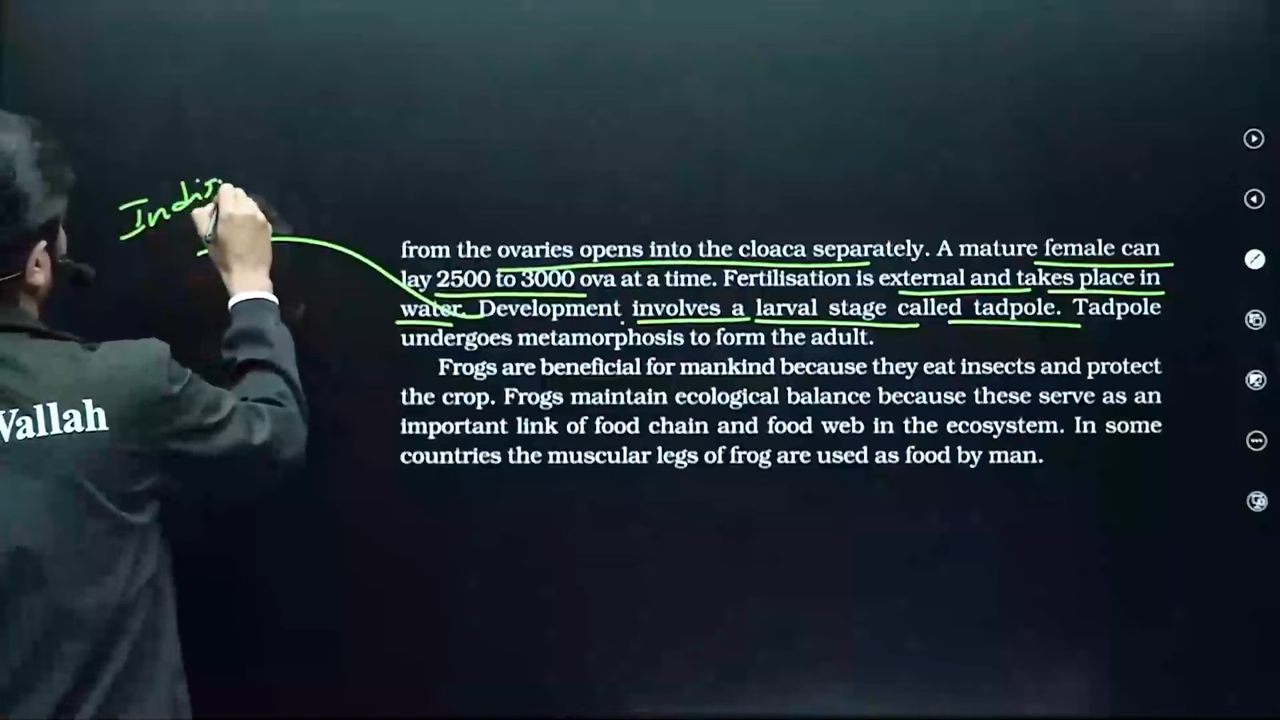 Indi
from the ovaries opens into the cloaca separately. A mature female can
lay 2500 to 3000 ova at a time. Fertilisation is external and takes place in
water. Development involves a larval stage called tadpole. Tadpole
undergoes metamorphosis to form the adult.
Frogs are beneficial for mankind because they eat insects and protect
the crop. Frogs maintain ecological balance because these serve as an
important link of food chain and food web in the ecosystem. In some
countries the muscular legs of frog are used as food by man.
Wallah